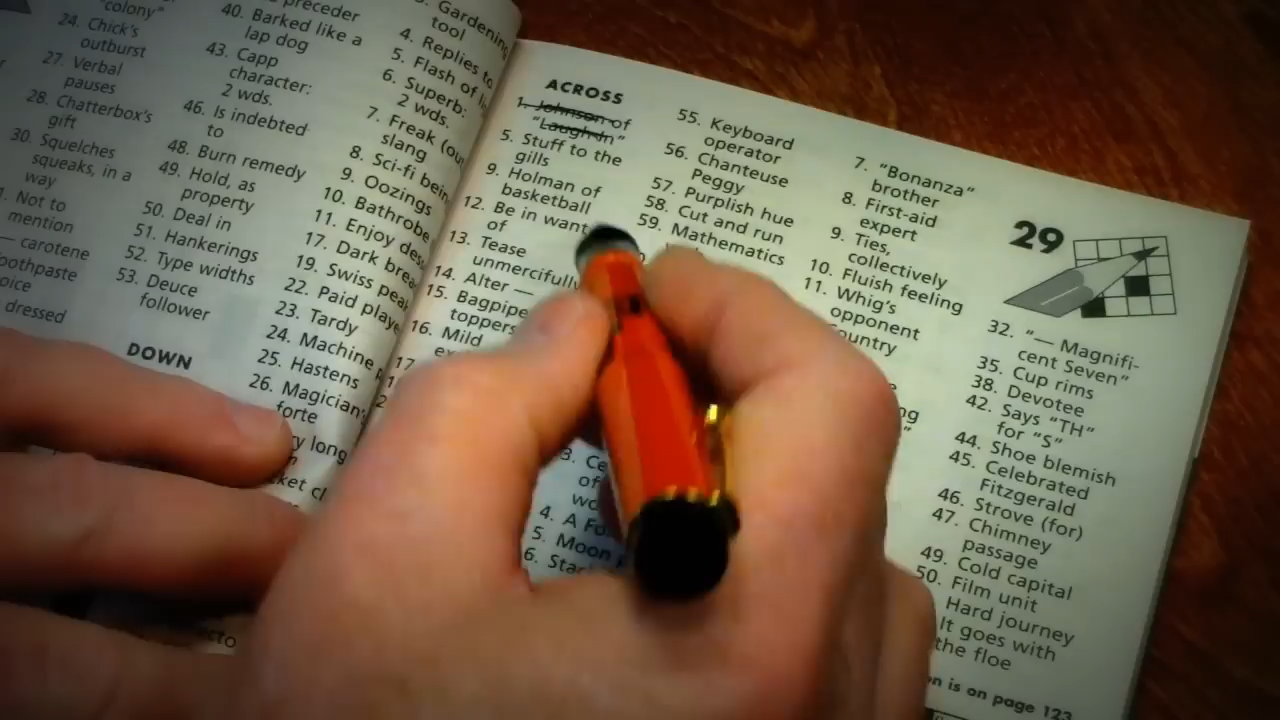 "colony"
24. Chick's
outburst
27. Verbal
pauses
28. Chatterbox's
gift
30. Squelches
squeaks, in a
way
Not to
mention
— carotene
dressed
preceder
40. Barked like a
lap dog
43. Capp
character:
2 wds.
46. Is indebted
to
48. Burn remedy
49. Hold, as
property
50. Deal in
51. Hankerings
52. Type widths
53. Deuce
follower
DOWN
Gardening
tool
4. Replies to
5. Flash of
6. Superb:
2 wds.
7. Freak (out)
slang
8. Sci-fi
9. Oozings
10. Bathrobe
11. Enjoy
17. Dark
19. Swiss
22. Paid
23. Tardy
24. Machine
25. Hastens
26. Magician's
forte
long
ACROSS
1. Johnson of
"Laugh-In"
5. Stuff to the
gills
9. Holman of
basketball
12. Be in want
of
13. Tease
unmercifully
14. Alter —
15. Bagpipe
toppers
16. Mild
17
4. A
5. Moon
6.
55. Keyboard
operator
56. Chanteuse
Peggy
57. Purplish hue
58. Cut and run
59. Mathematics
7. "Bonanza"
brother
8. First-aid
expert
9. Ties,
collectively
10. Fluish feeling
11. Whig's
opponent
29
32. "— Magnifi-
cent Seven"
35. Cup rims
38. Devotee
42. Says "TH"
for "S"
44. Shoe blemish
45. Celebrated
Fitzgerald
46. Strove (for)
47. Chimney
passage
49. Cold capital
50. Film unit
Hard journey
It goes with
the floe
is on page 123